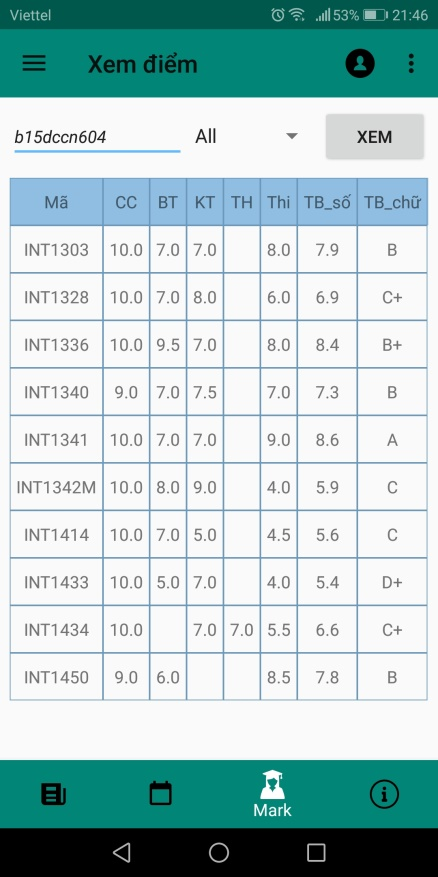 Viettel 53% 21:46
Xem điểm
b15dccn604 All XEM
Mã CC BT KT TH Thi TB_số TB_chữ
INT1303 10.0 7.0 7.0 8.0 7.9 B
INT1328 10.0 7.0 8.0 6.0 6.9 C+
INT1336 10.0 9.5 7.0 8.0 8.4 B+
INT1340 9.0 7.0 7.5 7.0 7.3 B
INT1341 10.0 7.0 7.0 9.0 8.6 A
INT1342M 10.0 8.0 9.0 4.0 5.9 C
INT1414 10.0 7.0 5.0 4.5 5.6 C
INT1433 10.0 5.0 7.0 4.0 5.4 D+
INT1434 10.0 7.0 7.0 5.5 6.6 C+
INT1450 9.0 6.0 8.5 7.8 B
Mark